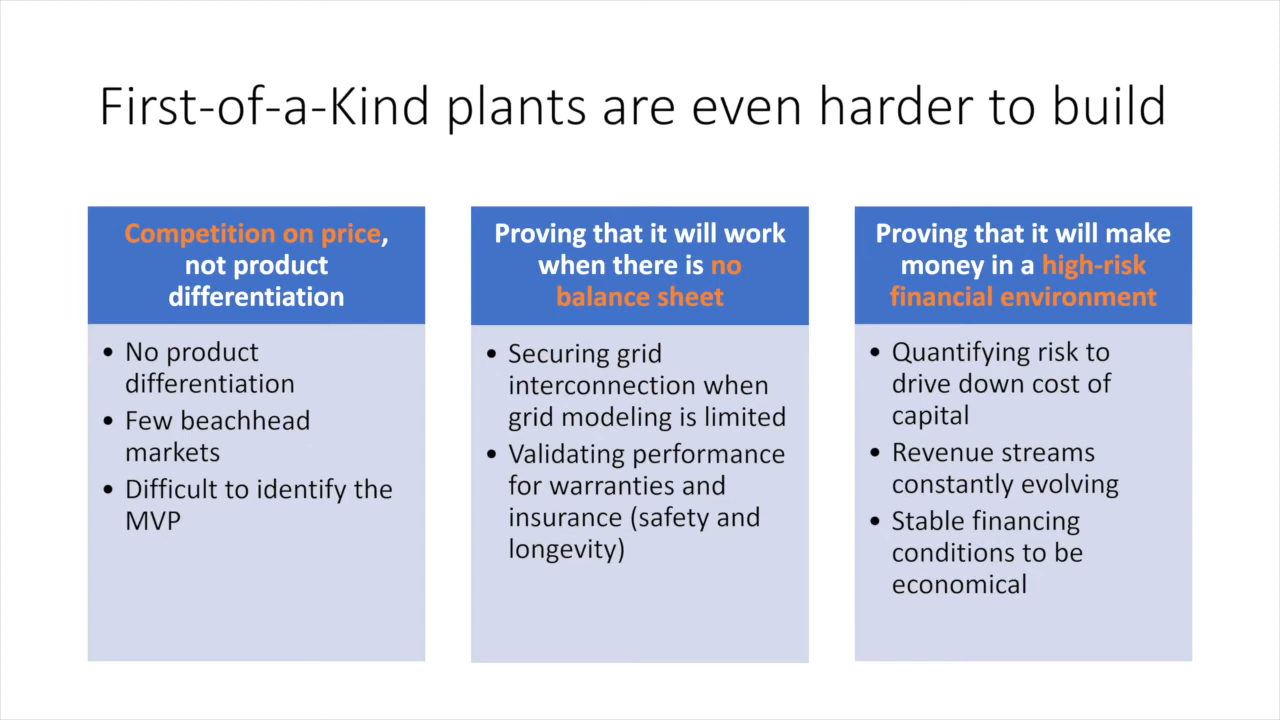 First-of-a-Kind plants are even harder to build
Competition on price,
not product
differentiation
• No product
differentiation
• Few beachhead
markets
• Difficult to identify the
MVP
Proving that it will work
when there is no
balance sheet
• Securing grid
interconnection when
grid modeling is limited
• Validating performance
for warranties and
insurance (safety and
longevity)
Proving that it will make
money in a high-risk
financial environment
• Quantifying risk to
drive down cost of
capital
• Revenue streams
constantly evolving
• Stable financing
conditions to be
economical